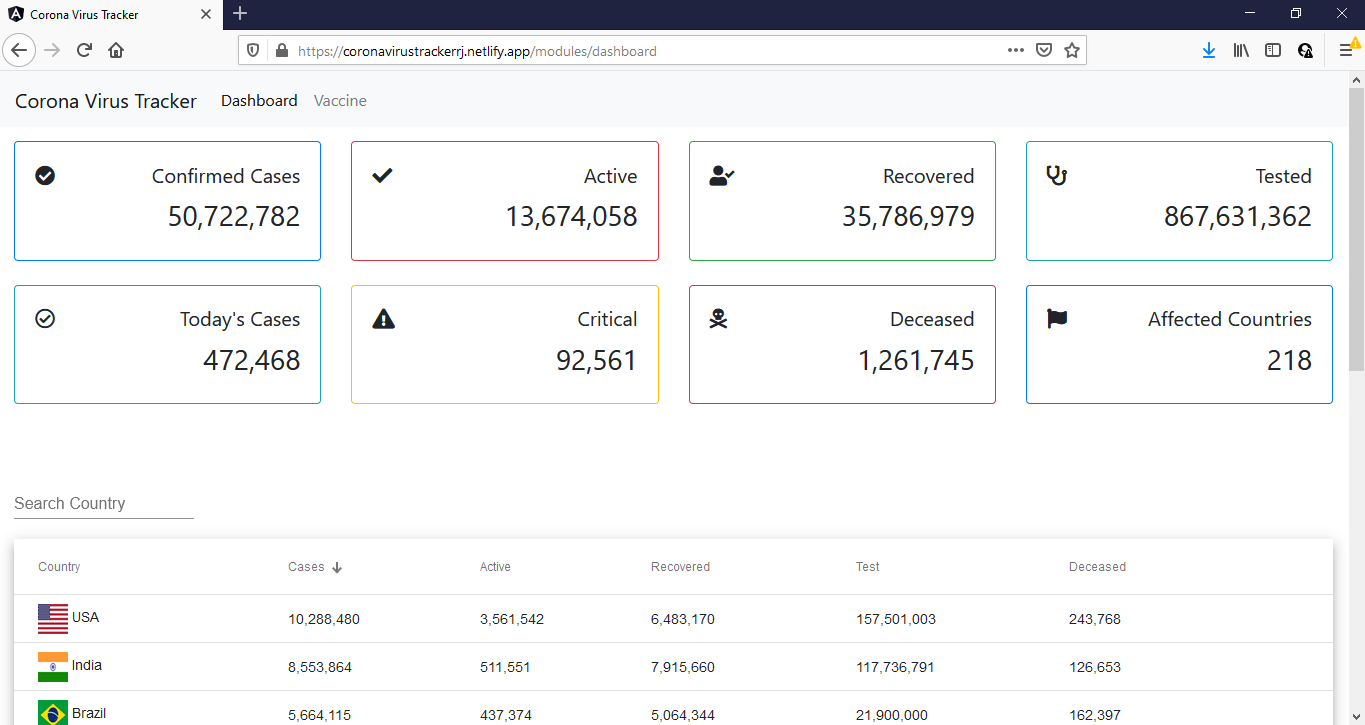 Corona Virus Tracker
https://coronavirustrackerrj.netlify.app/modules/dashboard
Corona Virus Tracker Dashboard Vaccine
Confirmed Cases
50,722,782
Active
13,674,058
Recovered
35,786,979
Tested
867,631,362
Today's Cases
472,468
Critical
92,561
Deceased
1,261,745
Affected Countries
218
Search Country
Country Cases Active Recovered Test Deceased
USA 10,288,480 3,561,542 6,483,170 157,501,003 243,768
India 8,553,864 511,551 7,915,660 117,736,791 126,653
Brazil 5,664,115 437,374 5,064,344 21,900,000 162,397